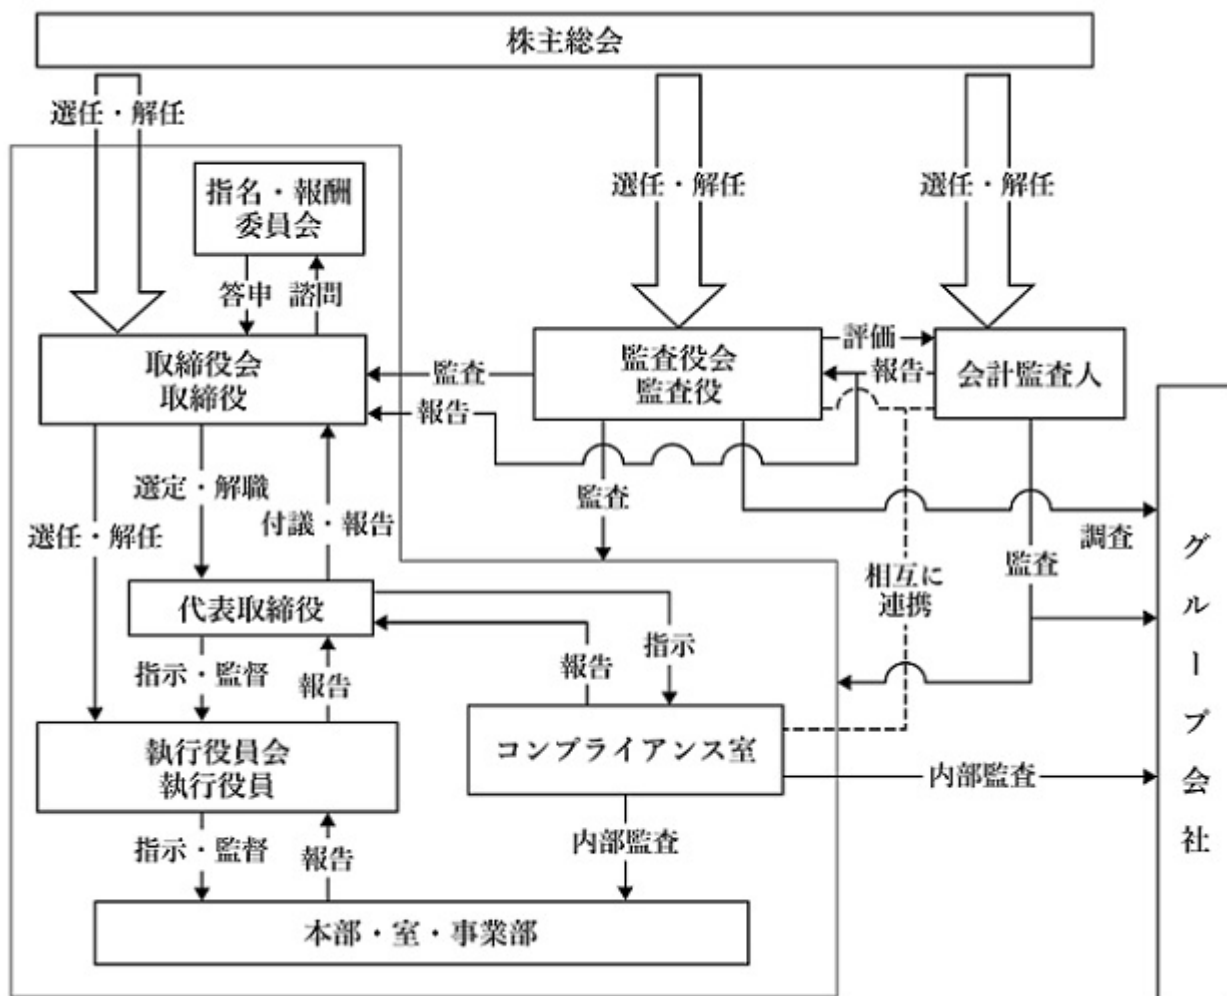 株主総会
選任・解任
選任・解任
選任・解任
指名・報酬
委員会
答申
諮問
取締役会
取締役
監査
報告
監査役会
監査役
評価
報告
会計監査人
選定・解職
選任・解任
付議・報告
監査
調査
監査
相互に
連携
代表取締役
指示・監督
報告
報告
指示
執行役員会
執行役員
コンプライアンス室
内部監査
指示・監督
報告
内部監査
本部・室・事業部
グループ会社